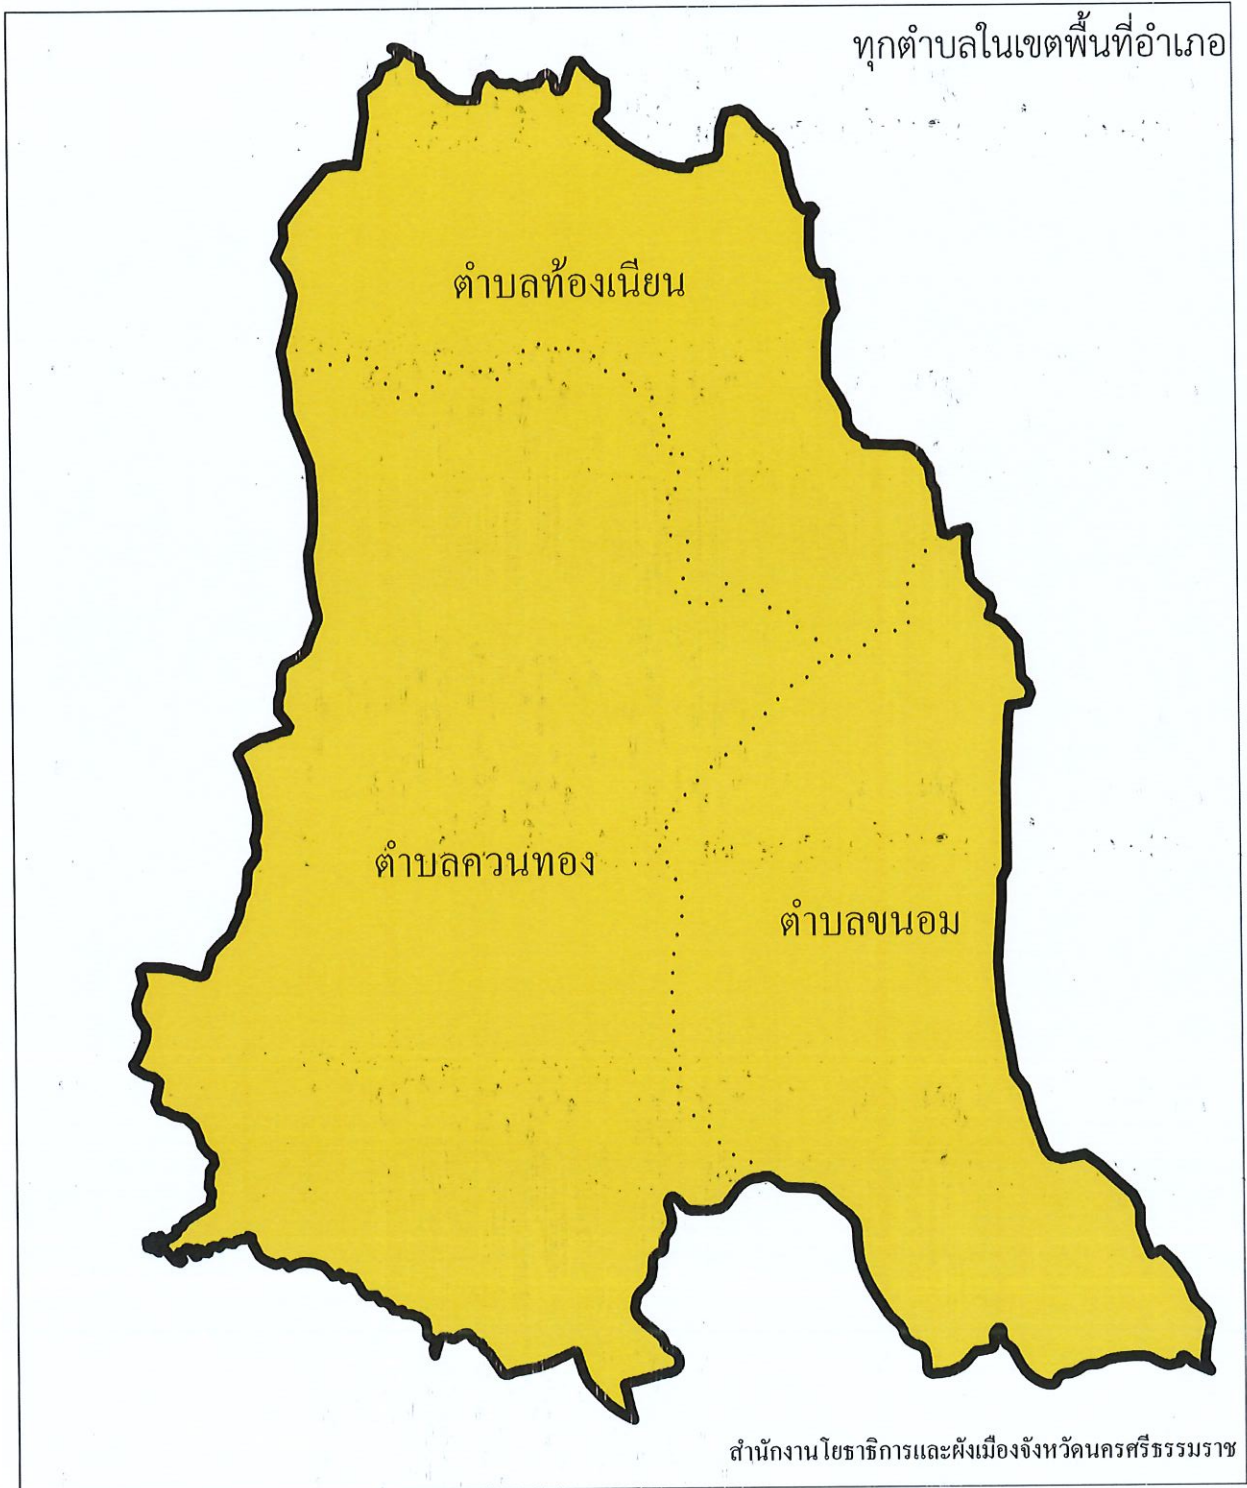 ทุกตำบลในเขตพื้นที่อำเภอ
ตำบลท้องเนียน
ตำบลควนทอง
ตำบลขนอม
สำนักงานโยธาธิการและผังเมืองจังหวัดนครศรีธรรมราช